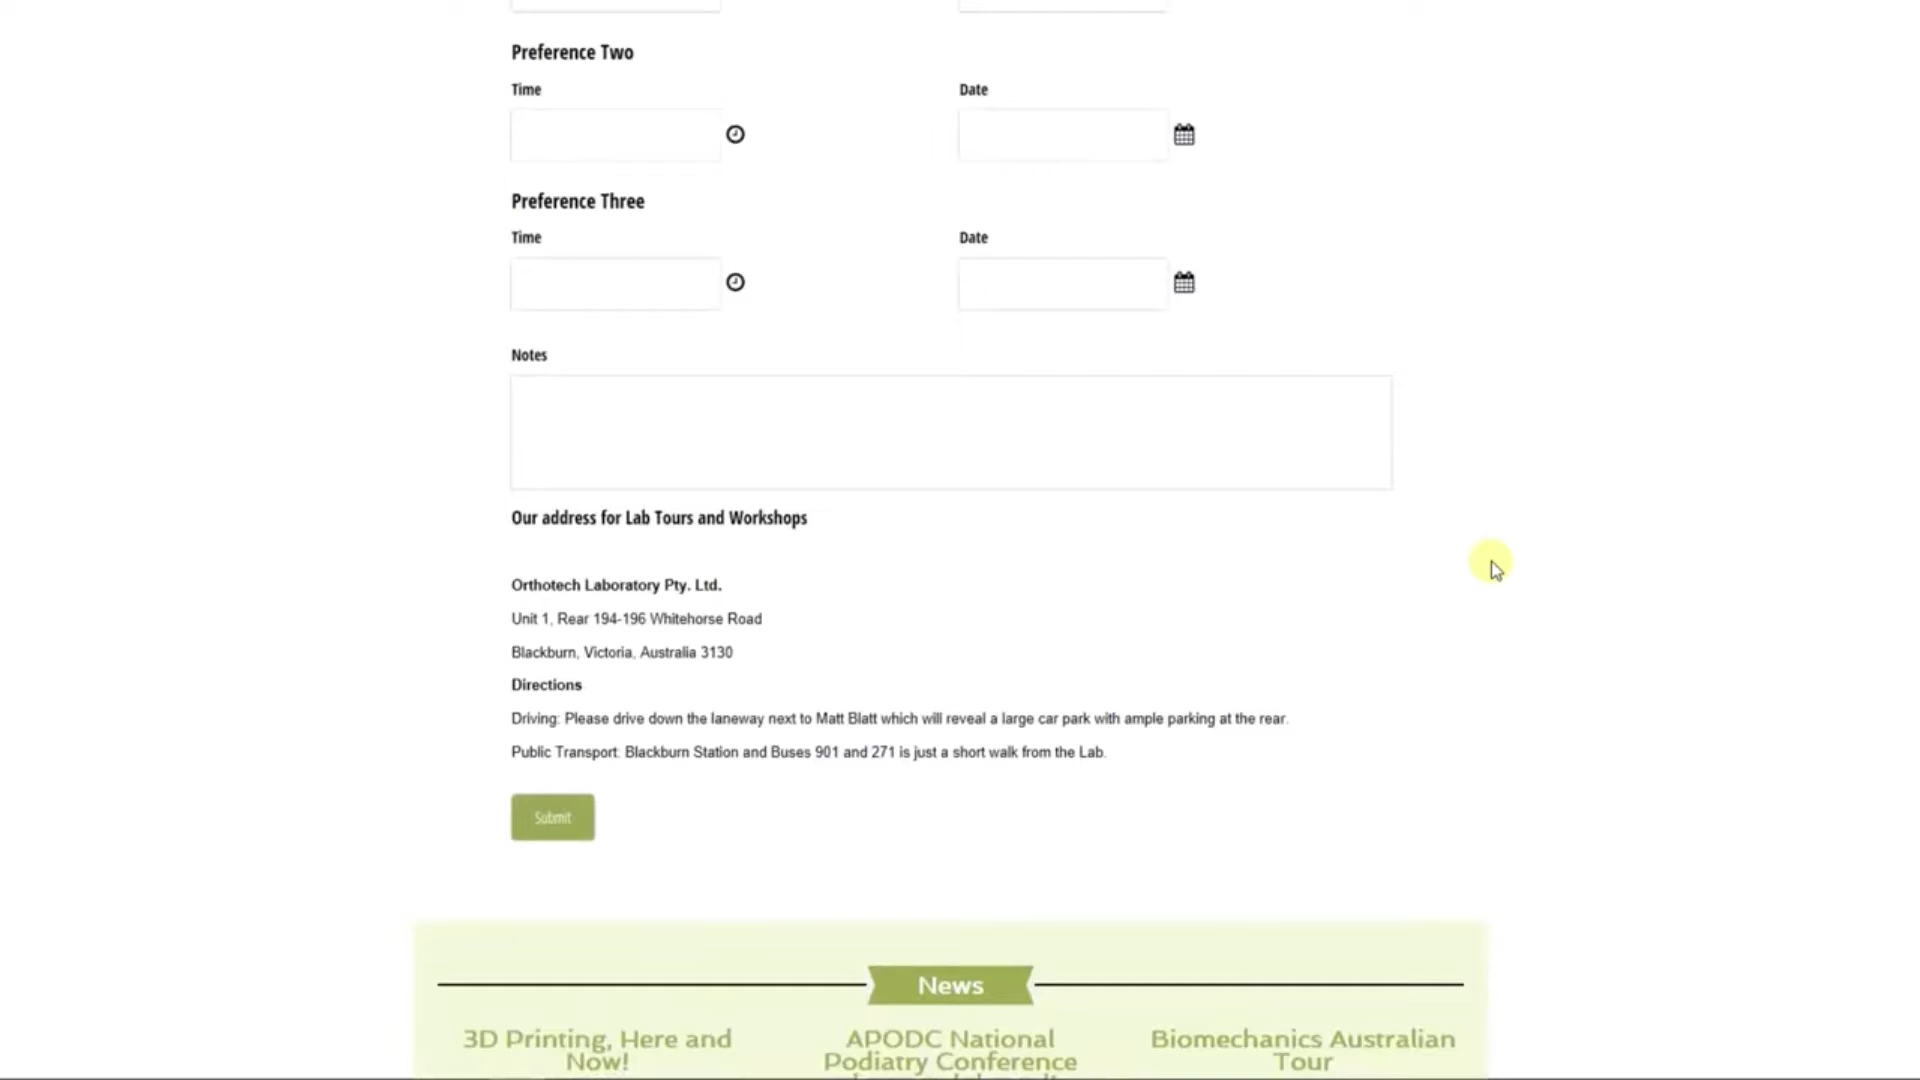 Preference Two
Time Date
Preference Three
Time Date
Notes
Our address for Lab Tours and Workshops
Orthotech Laboratory Pty. Ltd.
Unit 1, Rear 194-196 Whitehorse Road
Blackburn, Victoria, Australia 3130
Directions
Driving: Please drive down the laneway next to Matt Blatt which will reveal a large car park with ample parking at the rear.
Public Transport: Blackburn Station and Buses 901 and 271 is just a short walk from the Lab.
Submit
News
3D Printing, Here and
Now!
APODC National
Podiatry Conference
Biomechanics Australian
Tour